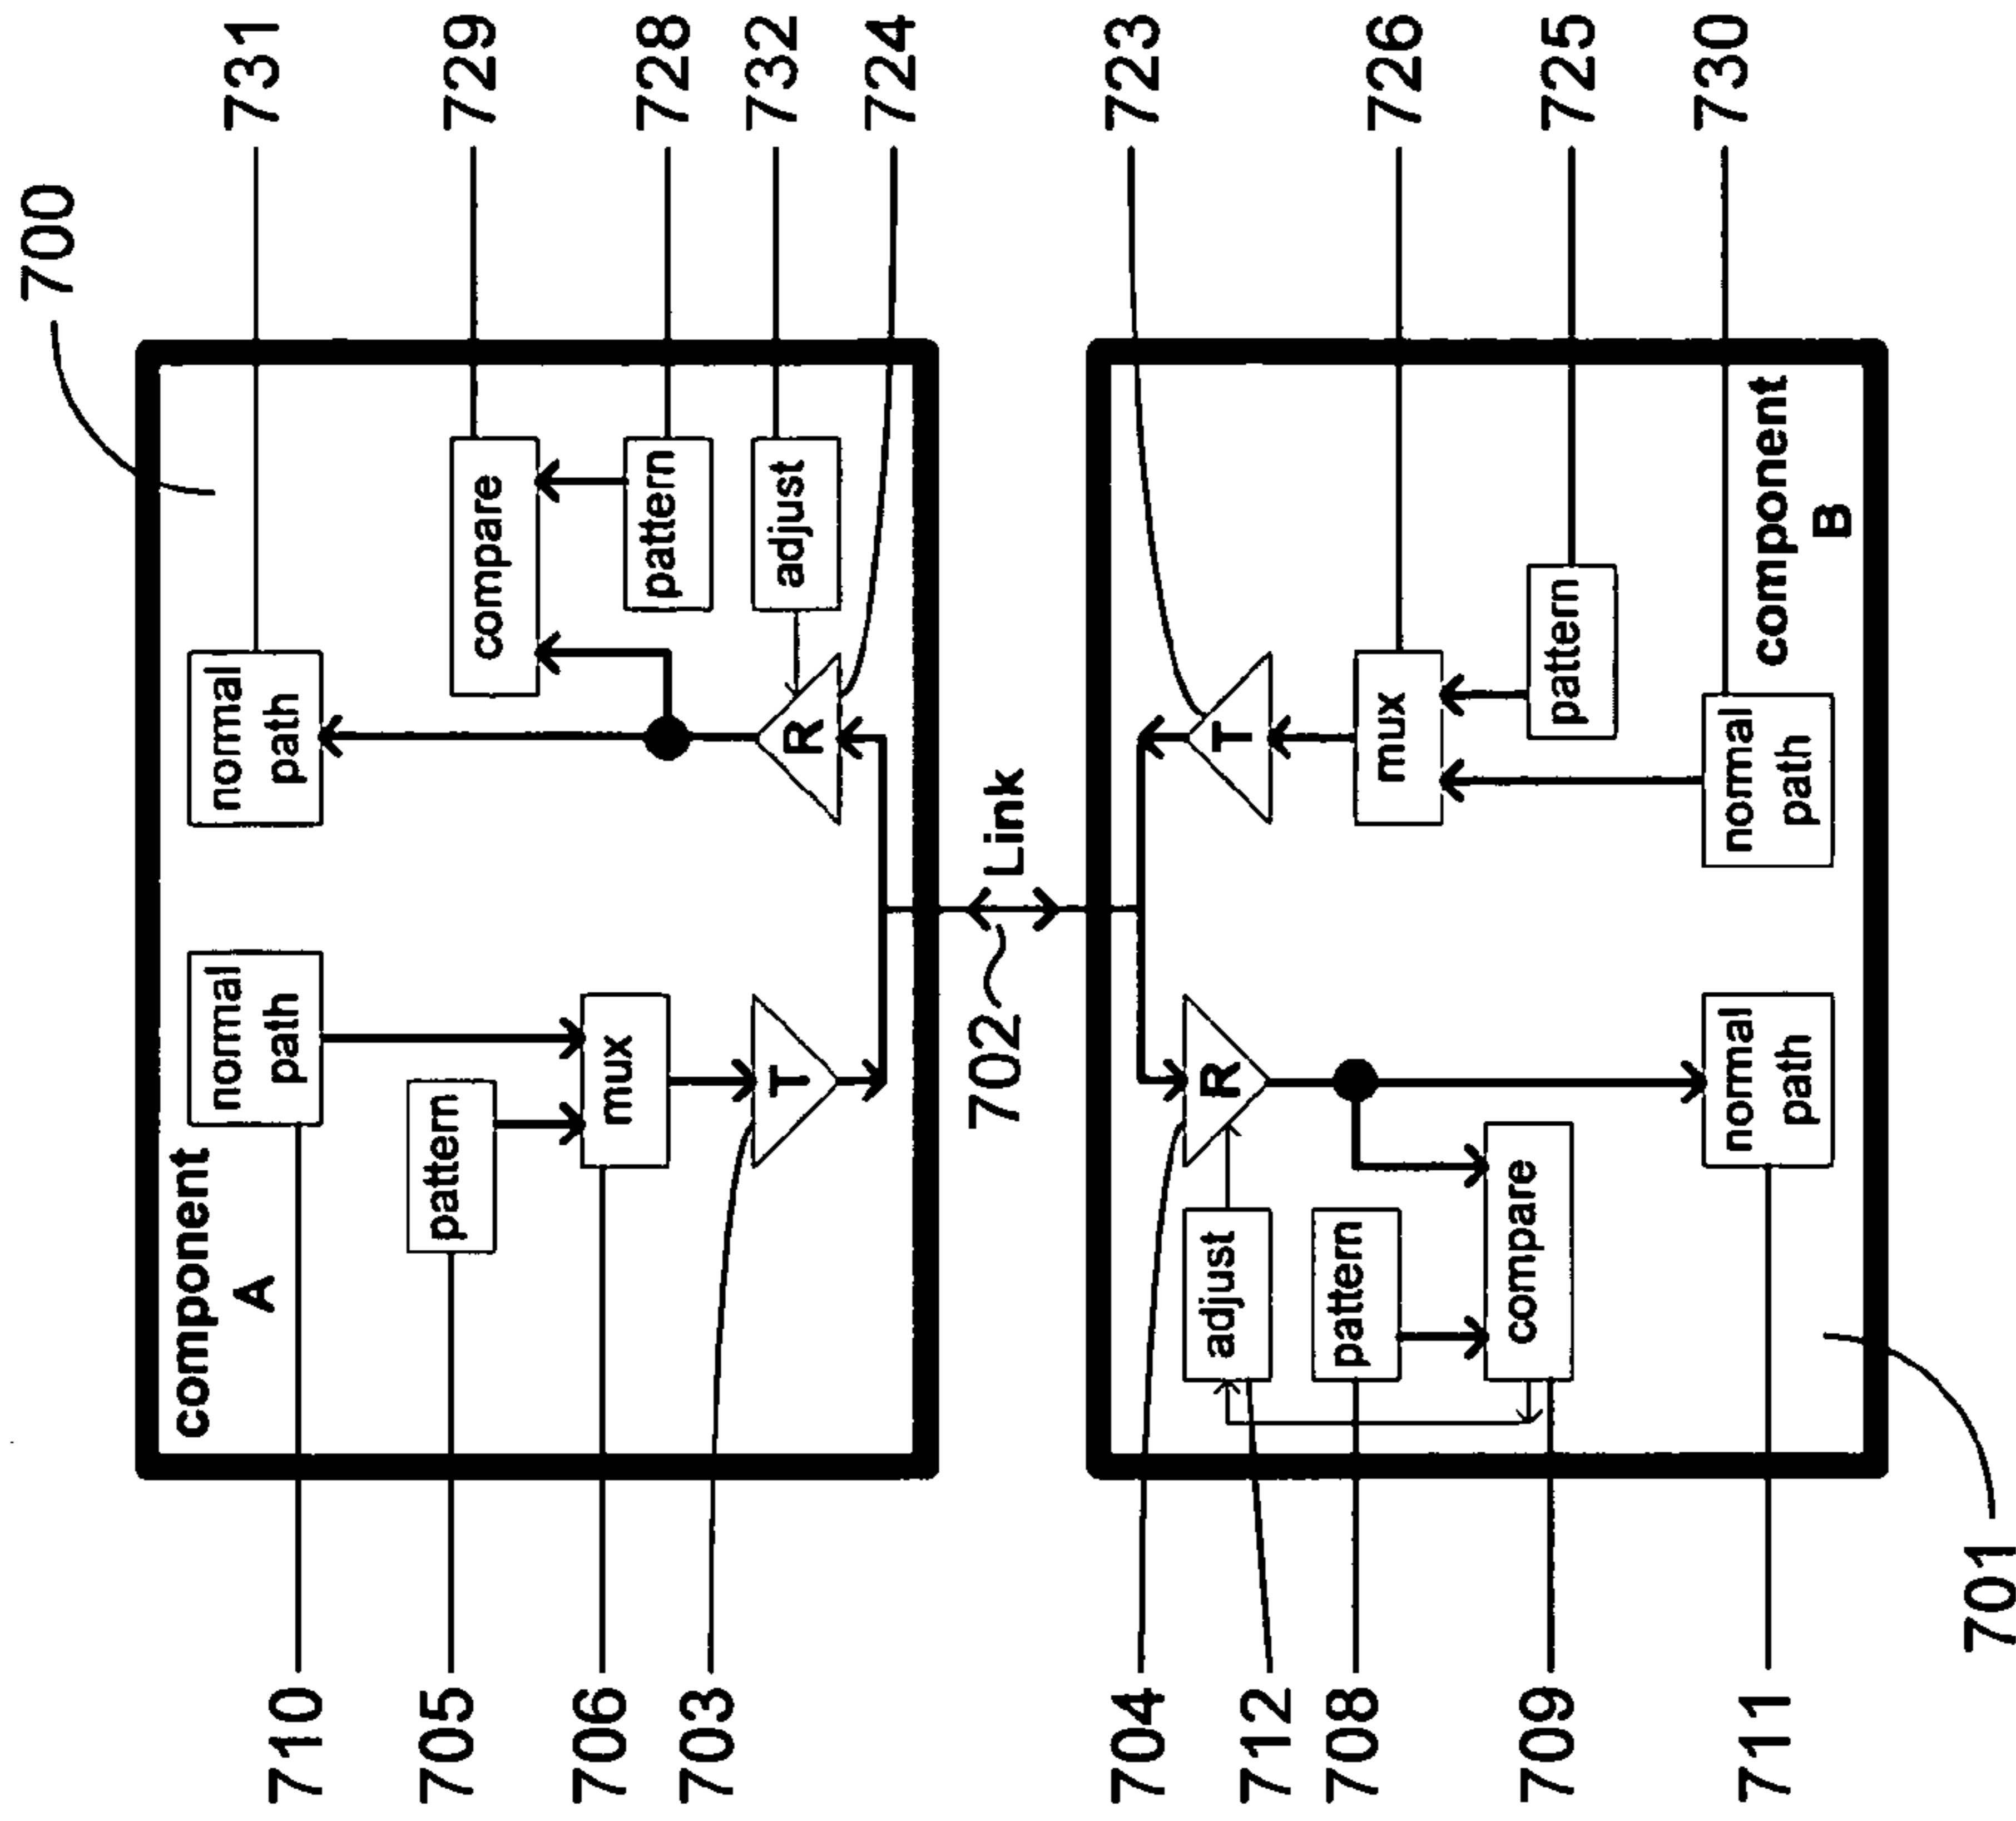 700
731
729
728
732
724
723
726
725
730
component
A
normal
path
pattern
mux
T
normal
path
compare
pattern
adjust
R
Link
702
R
adjust
pattern
compare
normal
path
T
mux
pattern
normal
path
component
B
710
705
706
703
704
712
708
709
711
701